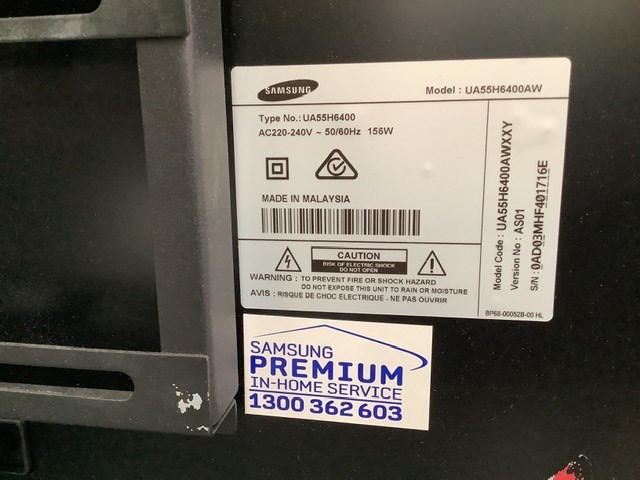 SAMSUNG
Model : UA55H6400AW
Type No.: UA55H6400
AC220-240V ~ 50/60Hz 156W
MADE IN MALAYSIA
CAUTION
RISK OF ELECTRIC SHOCK
DO NOT OPEN
WARNING : TO PREVENT FIRE OR SHOCK HAZARD
DO NOT EXPOSE THIS UNIT TO RAIN OR MOISTURE
AVIS : RISQUE DE CHOC ELECTRIQUE - NE PAS OUVRIR
Model Code : UA55H6400AWXXY
Version No : AS01
S/N : 0AD03MHF401716E
BP68-00052B-00 HL
SAMSUNG
PREMIUM
IN-HOME SERVICE
1300 362 603